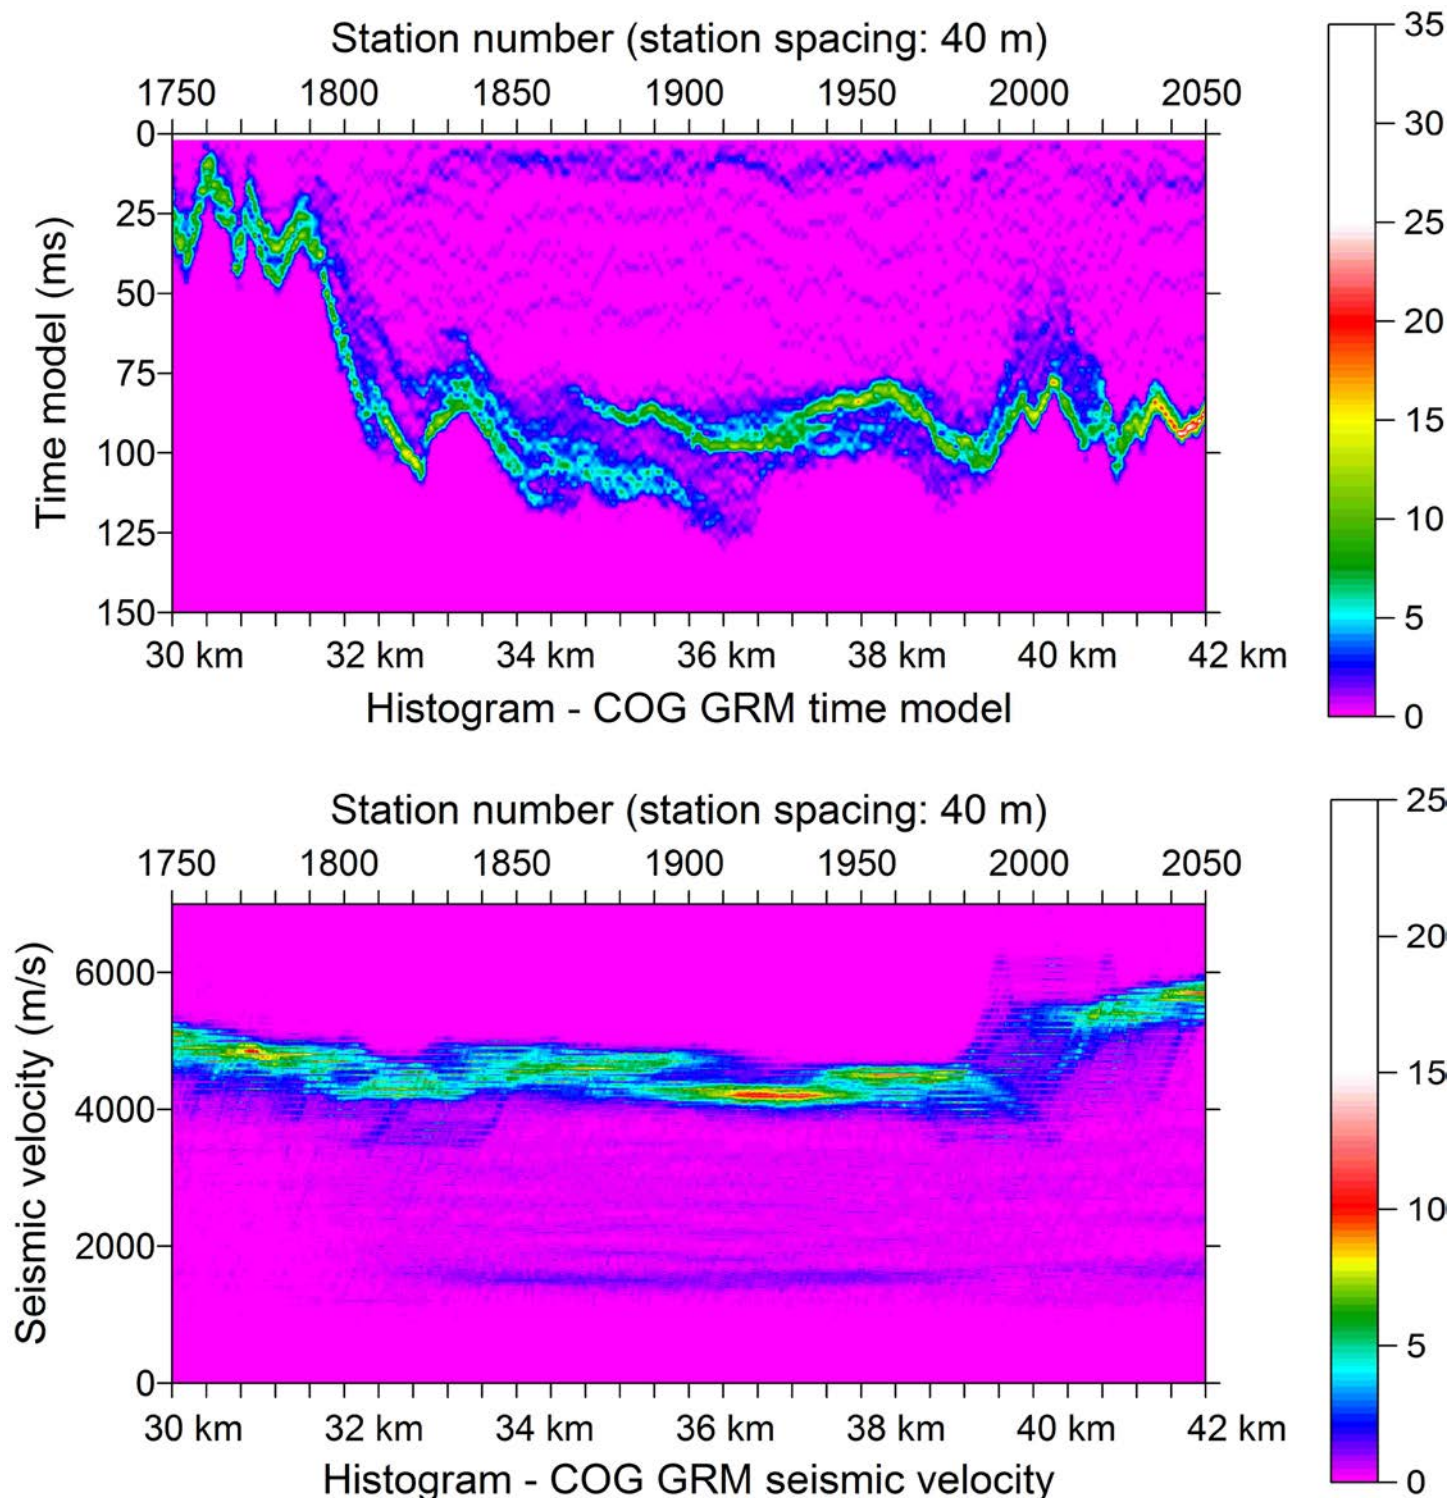 Station number (station spacing: 40 m)
1750 1800 1850 1900 1950 2000 2050
0
25
50
75
100
125
150
Time model (ms)
30 km 32 km 34 km 36 km 38 km 40 km 42 km
Histogram - COG GRM time model
35
30
25
20
15
10
5
0
Station number (station spacing: 40 m)
1750 1800 1850 1900 1950 2000 2050
6000
4000
2000
0
Seismic velocity (m/s)
30 km 32 km 34 km 36 km 38 km 40 km 42 km
Histogram - COG GRM seismic velocity
25
20
15
10
5
0